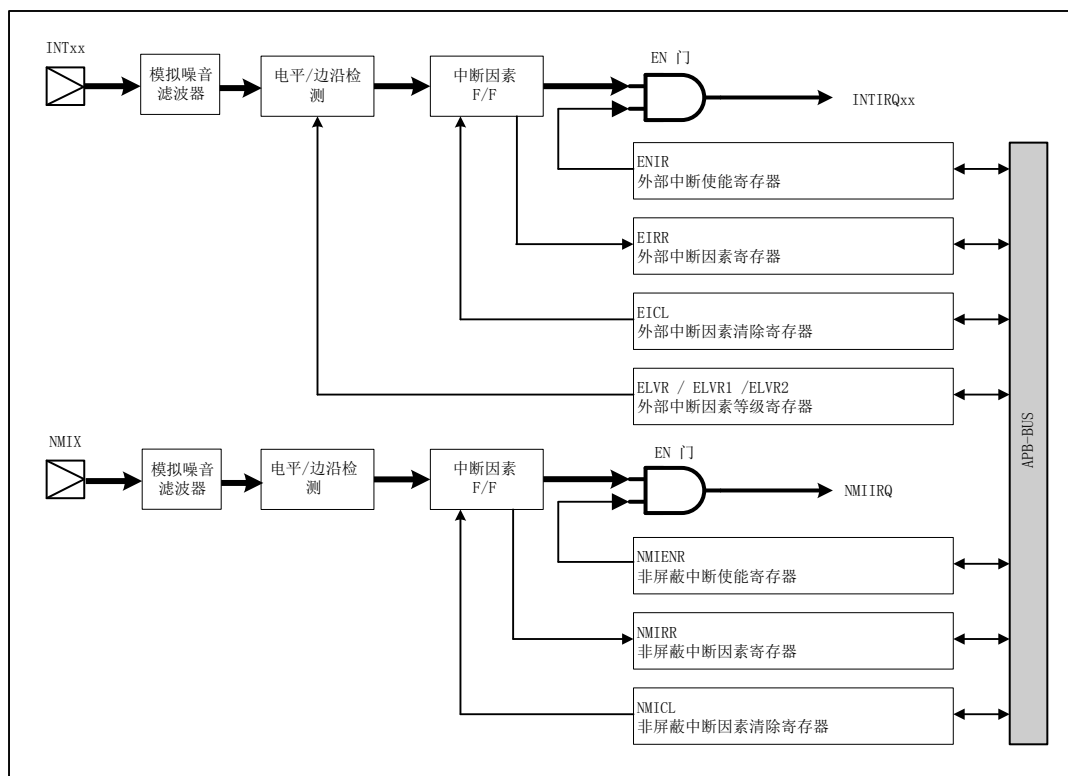 INTxx
模拟噪音
滤波器
电平/边沿检
测
中断因素
F/F
EN 门
INTIRQxx
ENIR
外部中断使能寄存器
EIRR
外部中断因素寄存器
EICL
外部中断因素清除寄存器
ELVR / ELVR1 /ELVR2
外部中断因素等级寄存器
APB-BUS
NMIX
模拟噪音
滤波器
电平/边沿检
测
中断因素
F/F
EN 门
NMIIRQ
NMIENR
非屏蔽中断使能寄存器
NMIRR
非屏蔽中断因素寄存器
NMICL
非屏蔽中断因素清除寄存器